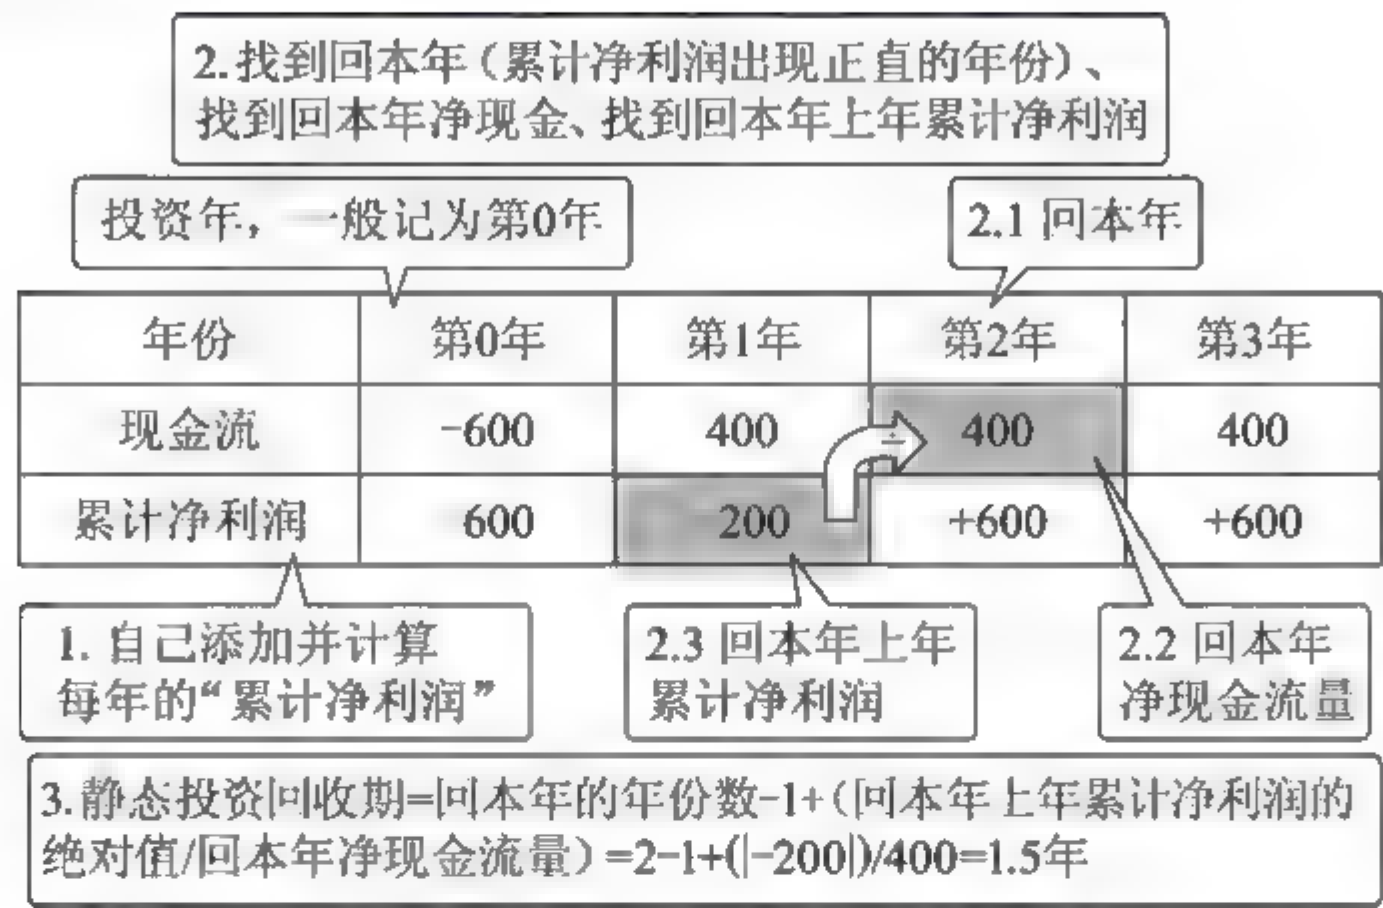 2.找到回本年（累计净利润出现正直的年份）、
找到回本年净现金、找到回本年上年累计净利润
投资年，一般记为第0年
2.1 回本年
年份 第0年 第1年 第2年 第3年
现金流 -600 400 ÷ 400 400
累计净利润 600 200 +600 +600
1. 自己添加并计算
每年的“累计净利润”
2.3 回本年上年
累计净利润
2.2 回本年
净现金流量
3.静态投资回收期=回本年的年份数-1+（回本年上年累计净利润的
绝对值/回本年净现金流量）=2-1+(|-200|)/400=1.5年